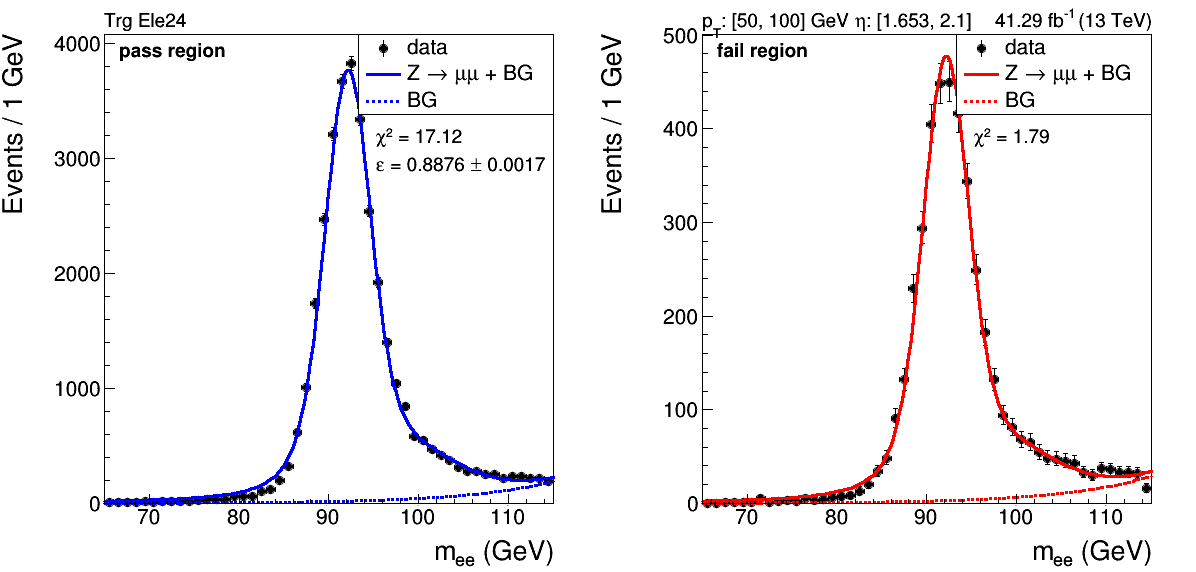 Trg Ele24
pass region
data
Z → μμ + BG
BG
χ² = 17.12
ε = 0.8876 ± 0.0017
Events / 1 GeV
4000
3000
2000
1000
0
70 80 90 100 110
m_ee (GeV)
p_T: [50, 100] GeV η: [1.653, 2.1] 41.29 fb⁻¹ (13 TeV)
fail region
data
Z → μμ + BG
BG
χ² = 1.79
Events / 1 GeV
500
400
300
200
100
0
70 80 90 100 110
m_ee (GeV)